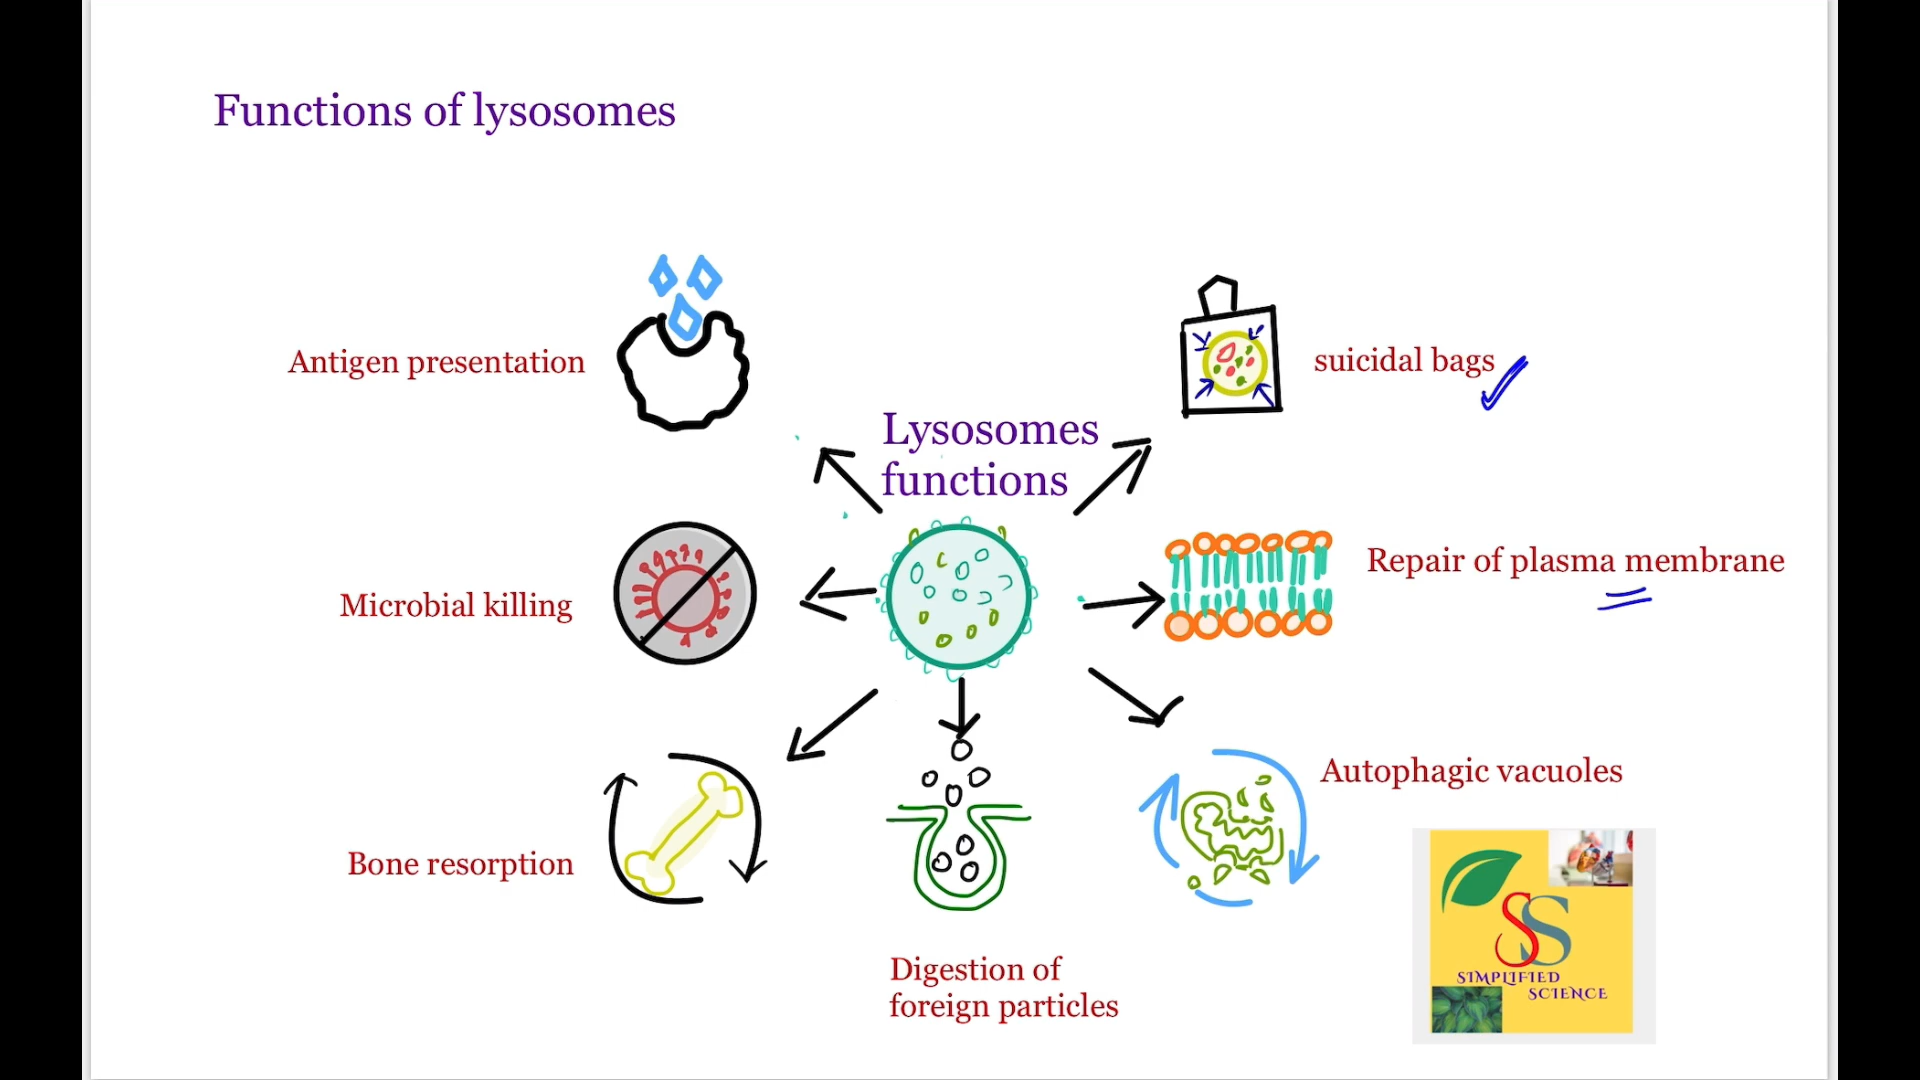 Functions of lysosomes
Antigen presentation
suicidal bags
Lysosomes
functions
Microbial killing
Repair of plasma membrane
Bone resorption
Autophagic vacuoles
Digestion of
foreign particles
SS
SIMPLIFIED
SCIENCE